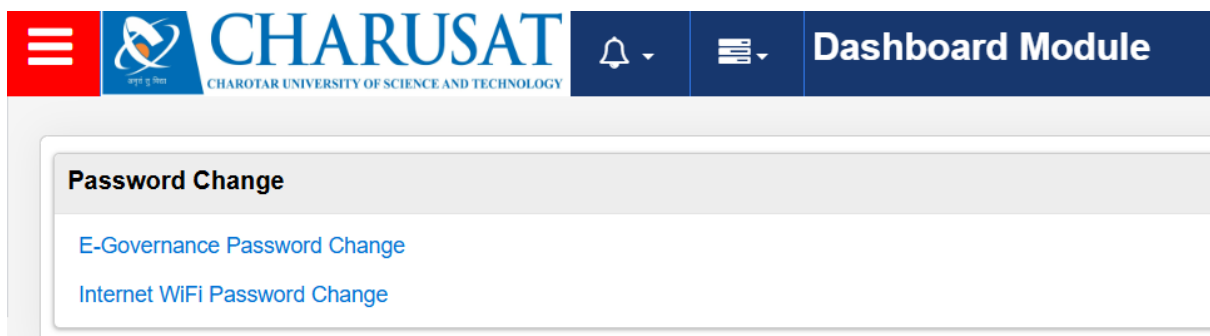 CHARUSAT
CHAROTAR UNIVERSITY OF SCIENCE AND TECHNOLOGY
Dashboard Module
Password Change
E-Governance Password Change
Internet WiFi Password Change